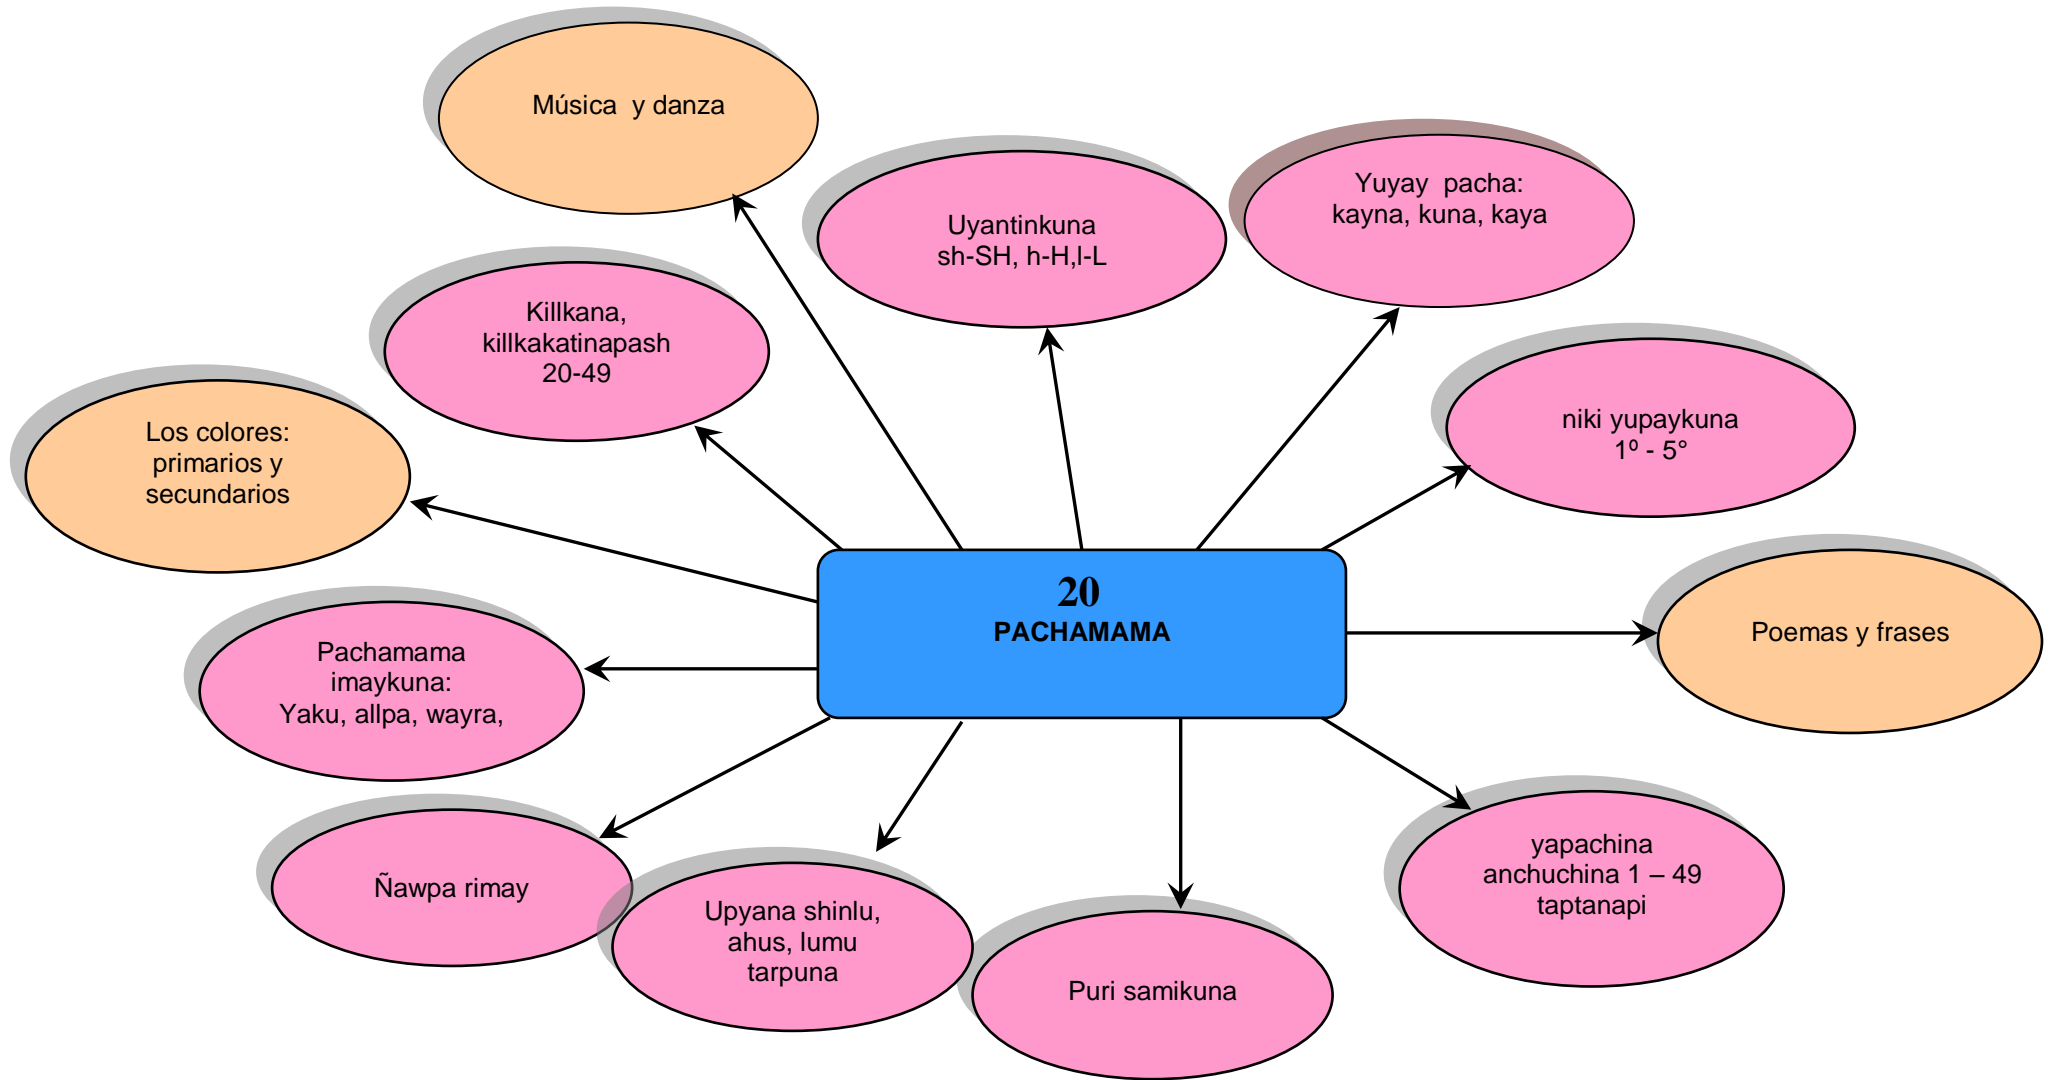 Música  y danza
Yuyay  pacha:
kayna, kuna, kaya
Uyantinkuna
sh-SH, h-H,l-L
Killkana,
killkakatinapash
20-49
niki yupaykuna
1º - 5°
Los colores:
primarios y
secundarios
20
PACHAMAMA
Poemas y frases
Pachamama
imaykuna:
Yaku, allpa, wayra,
yapachina
anchuchina 1 – 49
taptanapi
Ñawpa rimay
Upyana shinlu,
ahus, lumu
tarpuna
Puri samikuna